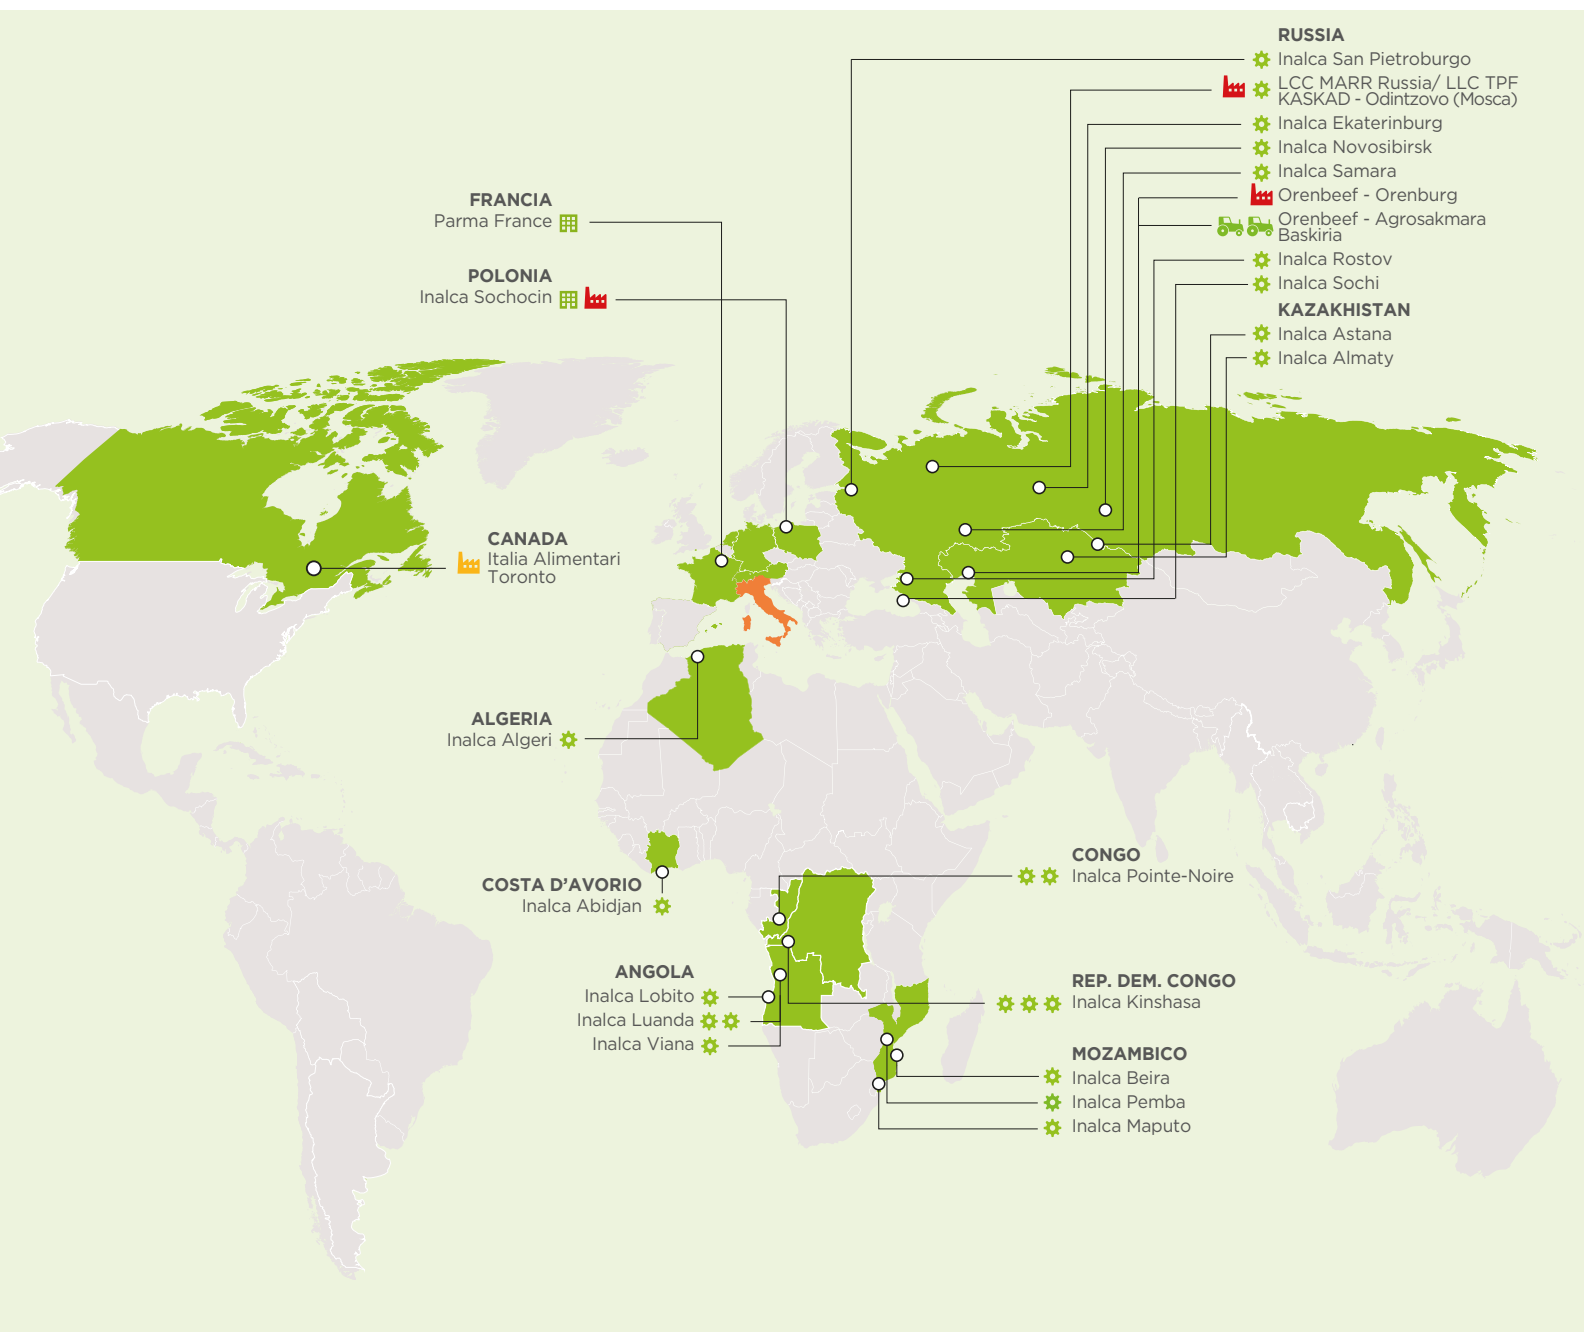 RUSSIA
Inalca San Pietroburgo
LCC MARR Russia/ LLC TPF
KASKAD - Odintzovo (Mosca)
Inalca Ekaterinburg
Inalca Novosibirsk
Inalca Samara
Orenbeef - Orenburg
Orenbeef - Agrosakmara
Baskiria
Inalca Rostov
Inalca Sochi
KAZAKHISTAN
Inalca Astana
Inalca Almaty
FRANCIA
Parma France
POLONIA
Inalca Sochocin
CANADA
Italia Alimentari
Toronto
ALGERIA
Inalca Algeri
COSTA D'AVORIO
Inalca Abidjan
ANGOLA
Inalca Lobito
Inalca Luanda
Inalca Viana
CONGO
Inalca Pointe-Noire
REP. DEM. CONGO
Inalca Kinshasa
MOZAMBICO
Inalca Beira
Inalca Pemba
Inalca Maputo